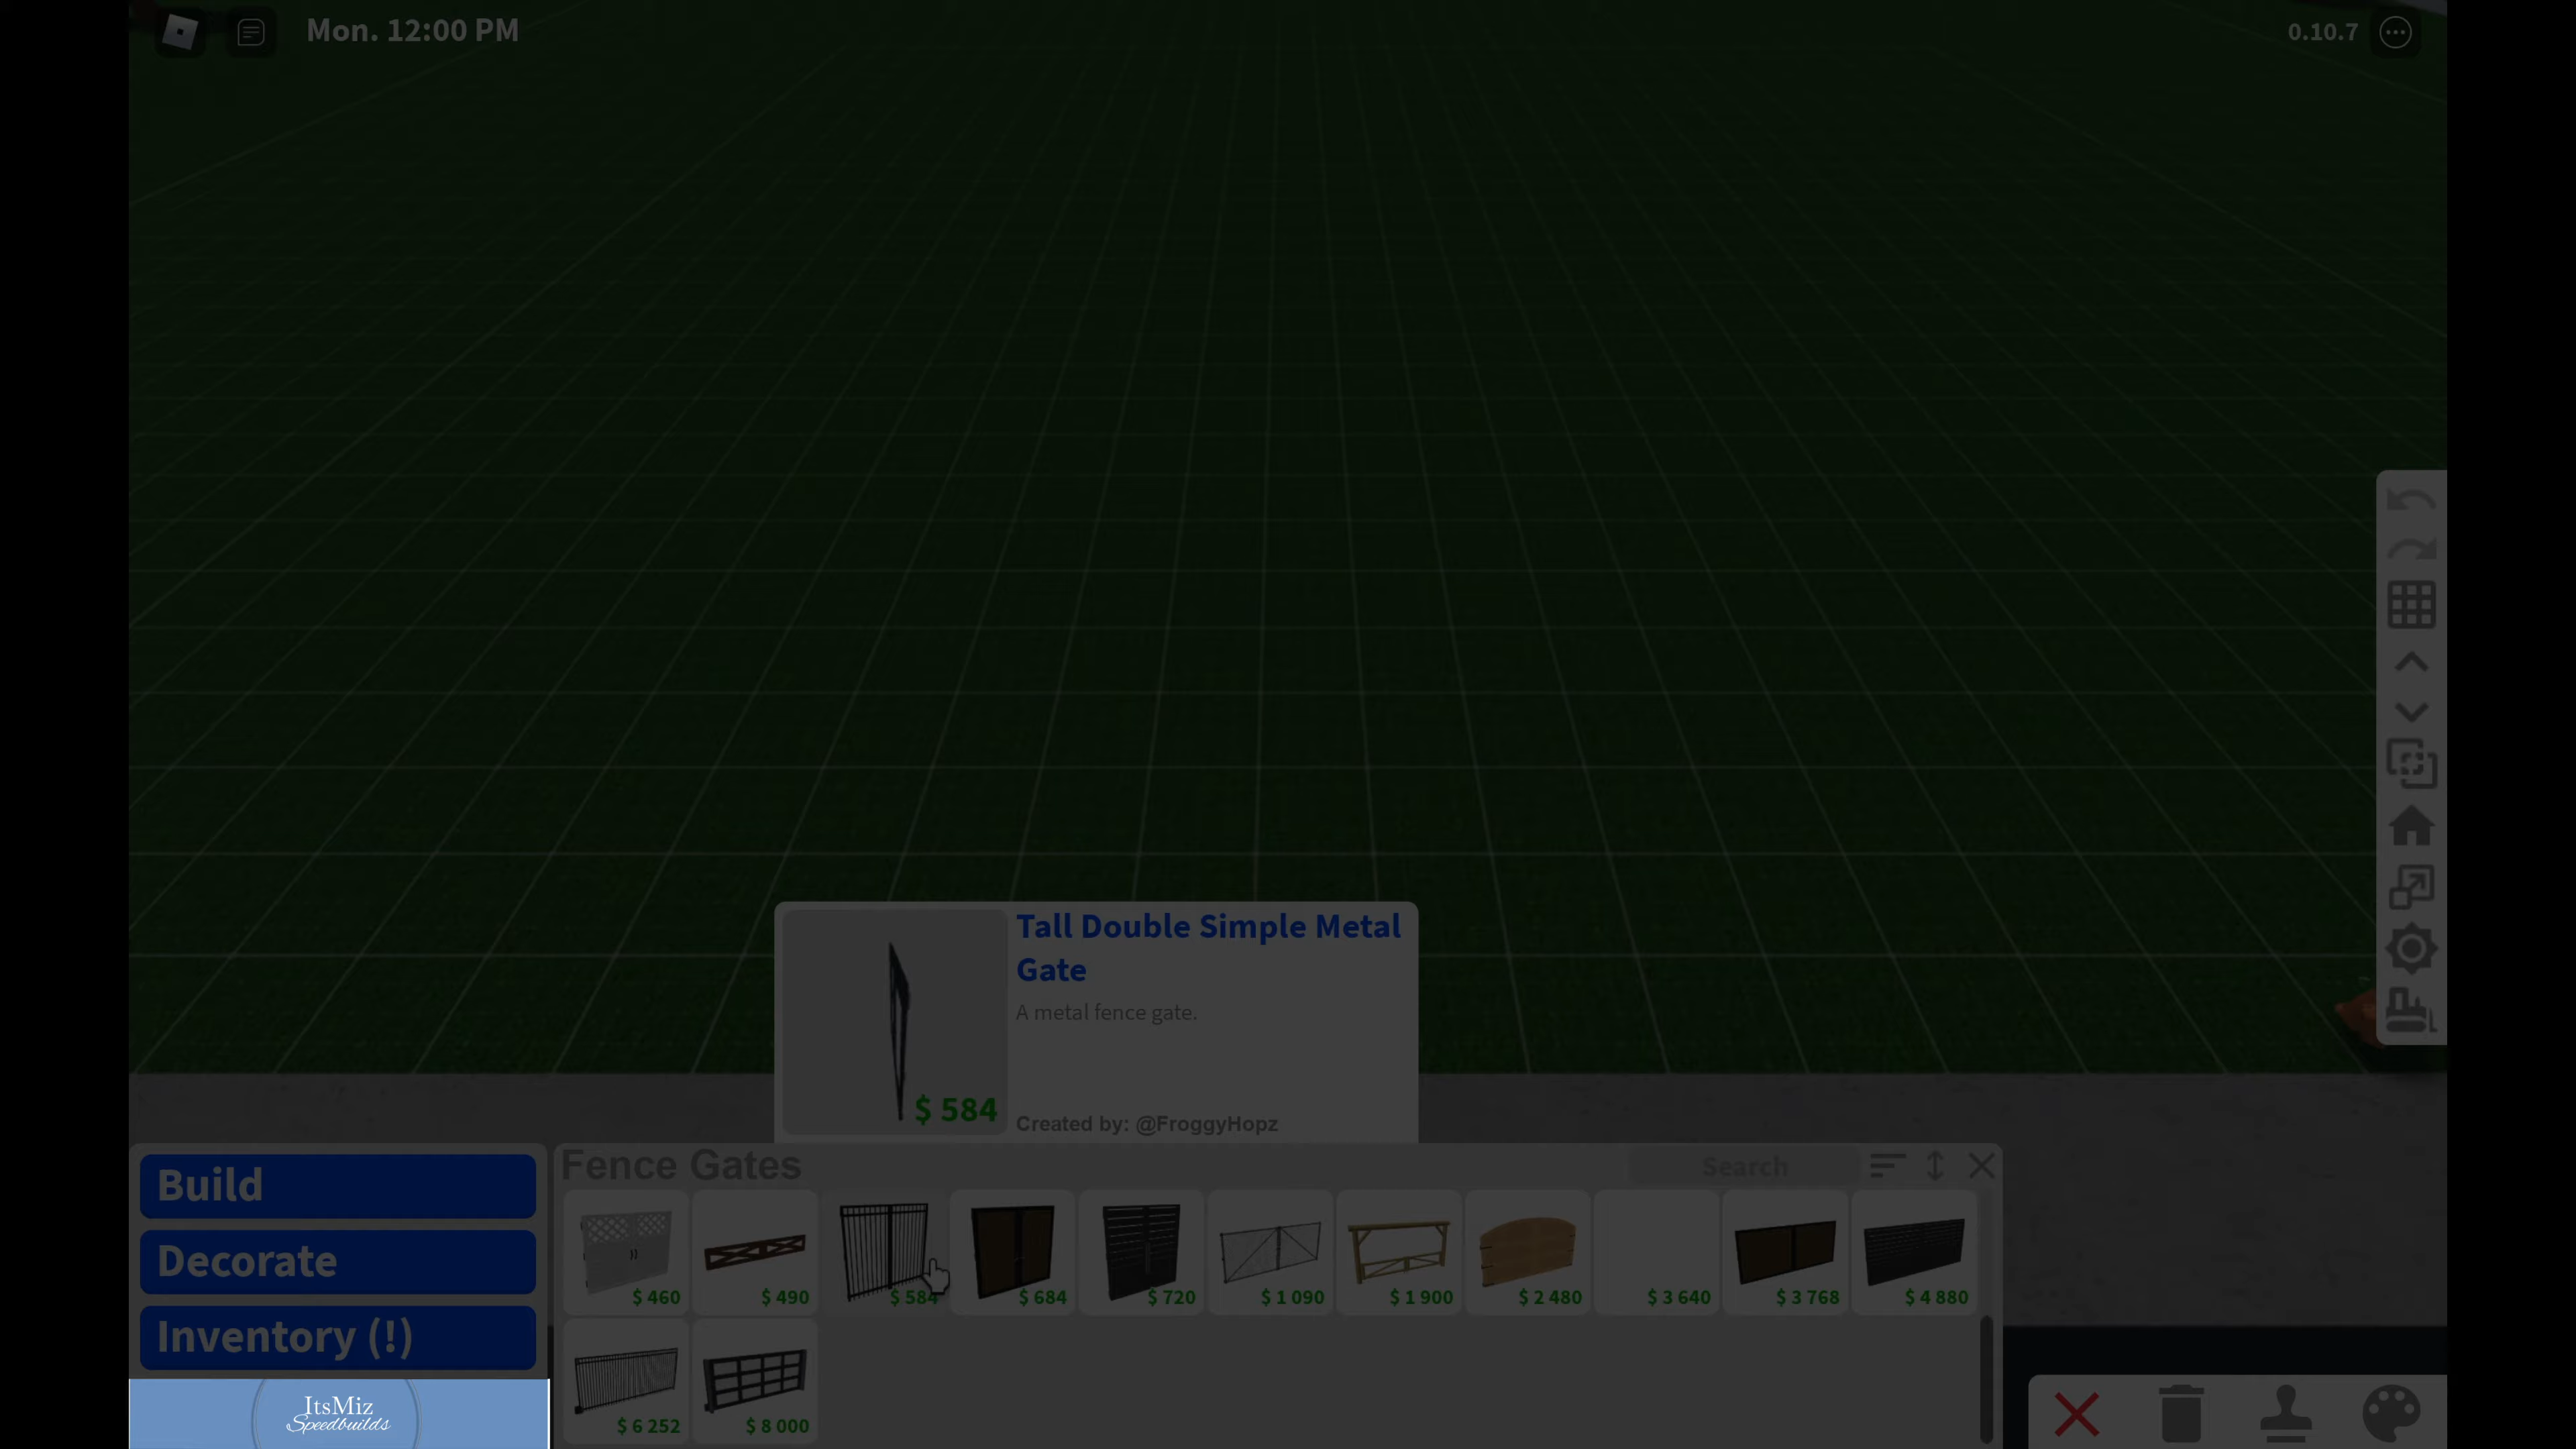 Mon. 12:00 PM
0.10.7
Tall Double Simple Metal
Gate
A metal fence gate.
$ 584
Created by: @FroggyHopz
Build
Decorate
Inventory (!)
Fence Gates
Search
$ 460
$ 490
$ 584
$ 684
$ 720
$ 1 090
$ 1 900
$ 2 480
$ 3 640
$ 3 768
$ 4 880
$ 6 252
$ 8 000
ItsMiz
Speedbuilds